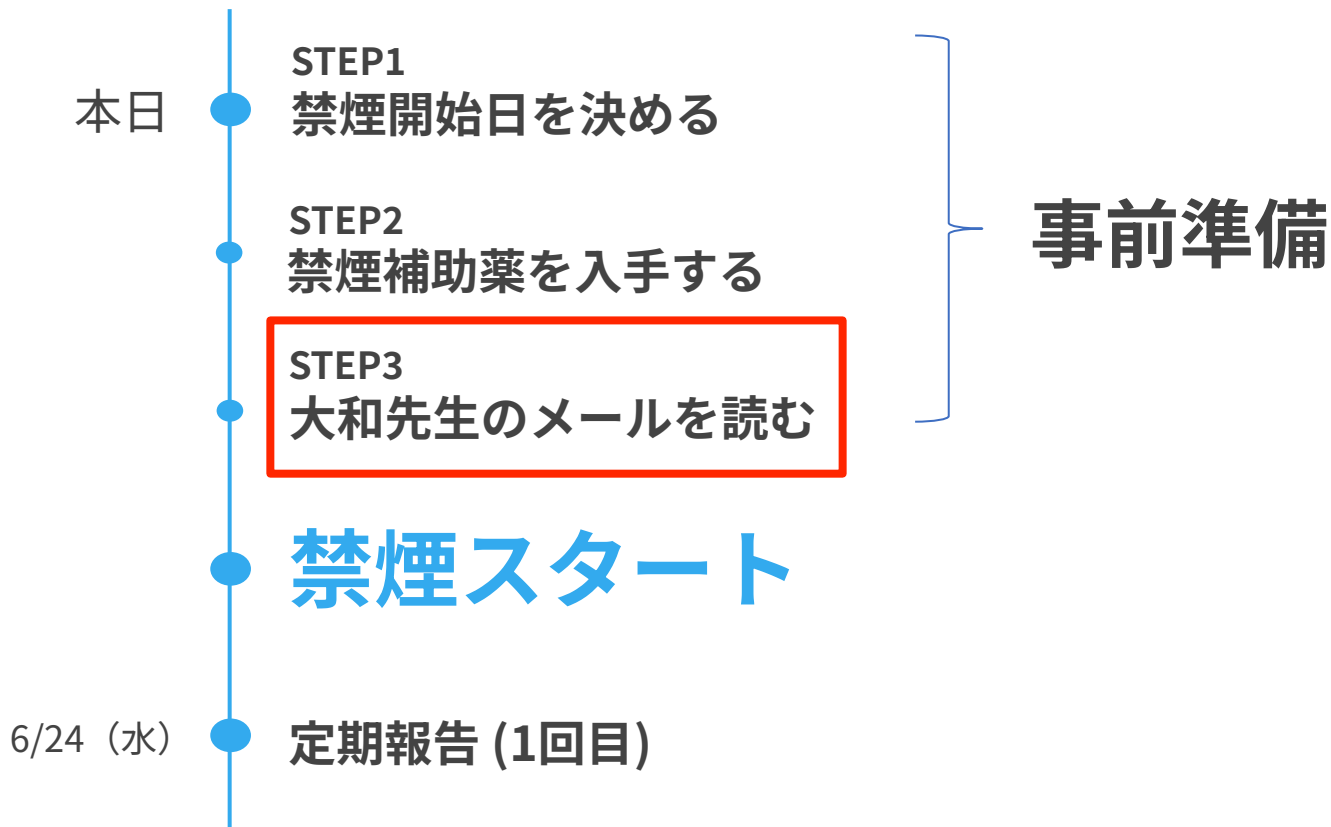 STEP1
本日
禁煙開始日を決める
STEP2
禁煙補助薬を入手する
事前準備
STEP3
大和先生のメールを読む
禁煙スタート
6/24（水）
定期報告 (1回目)